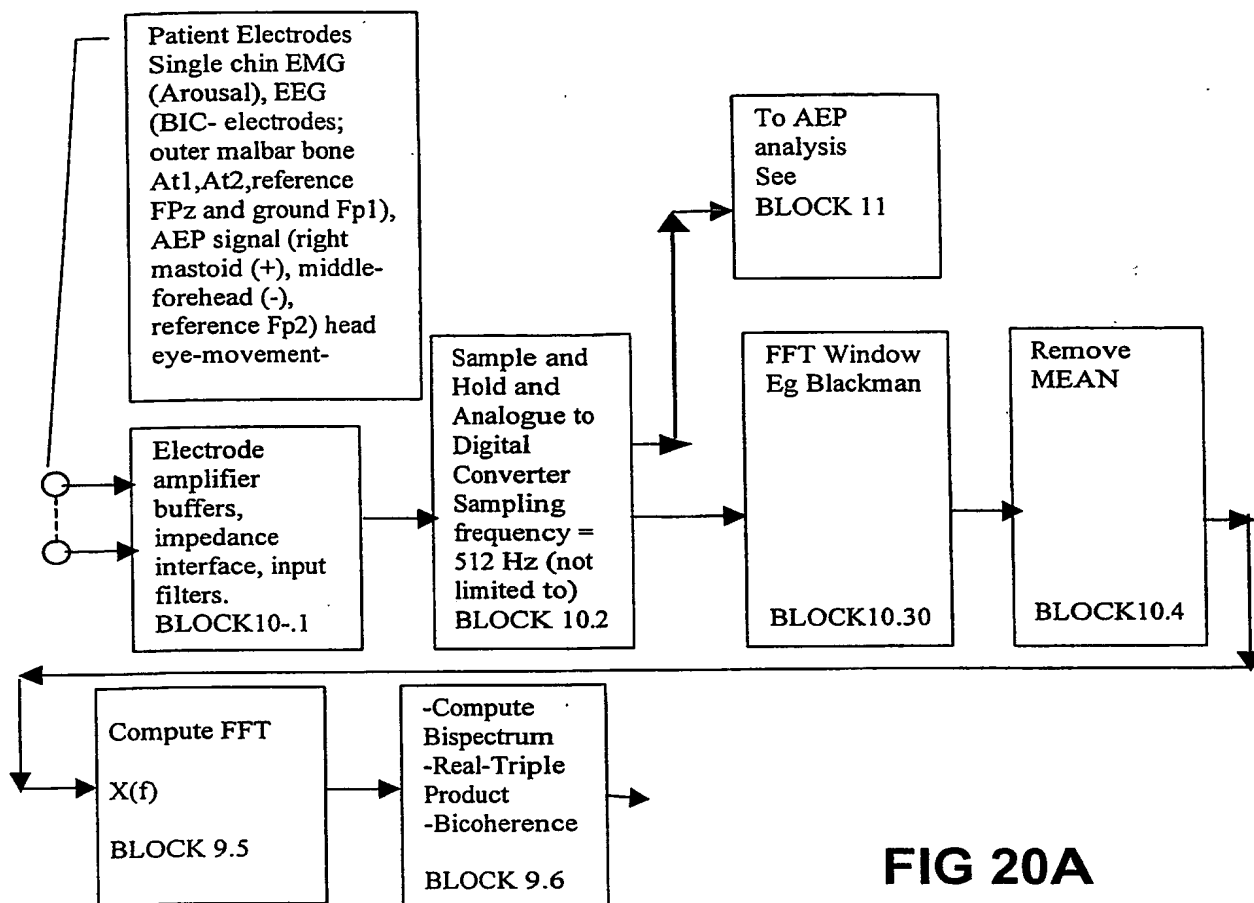 Patient Electrodes
Single chin EMG
(Arousal), EEG
(BIC- electrodes;
outer malbar bone
At1,At2,reference
FPz and ground Fp1),
AEP signal (right
mastoid (+), middle-
forehead (-),
reference Fp2) head
eye-movement-
To AEP
analysis
See
BLOCK 11
Electrode
amplifier
buffers,
impedance
interface, input
filters.
BLOCK10-.1
Sample and
Hold and
Analogue to
Digital
Converter
Sampling
frequency =
512 Hz (not
limited to)
BLOCK 10.2
FFT Window
Eg Blackman
BLOCK10.30
Remove
MEAN
BLOCK10.4
Compute FFT
X(f)
BLOCK 9.5
-Compute
Bispectrum
-Real-Triple
Product
-Bicoherence
BLOCK 9.6
FIG 20A